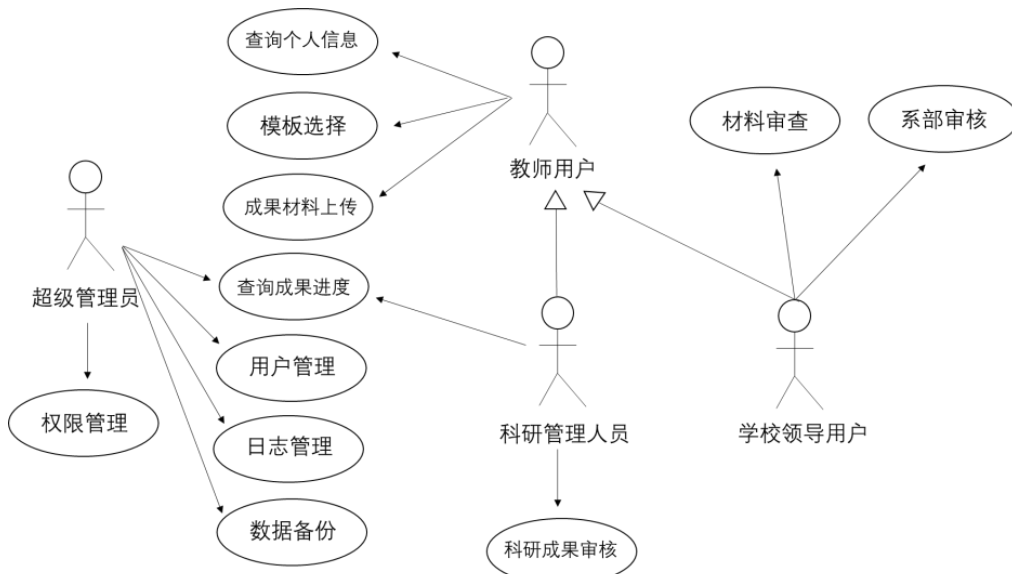 查询个人信息
模板选择
材料审查
系部审核
教师用户
成果材料上传
查询成果进度
超级管理员
用户管理
权限管理
科研管理人员
学校领导用户
日志管理
数据备份
科研成果审核